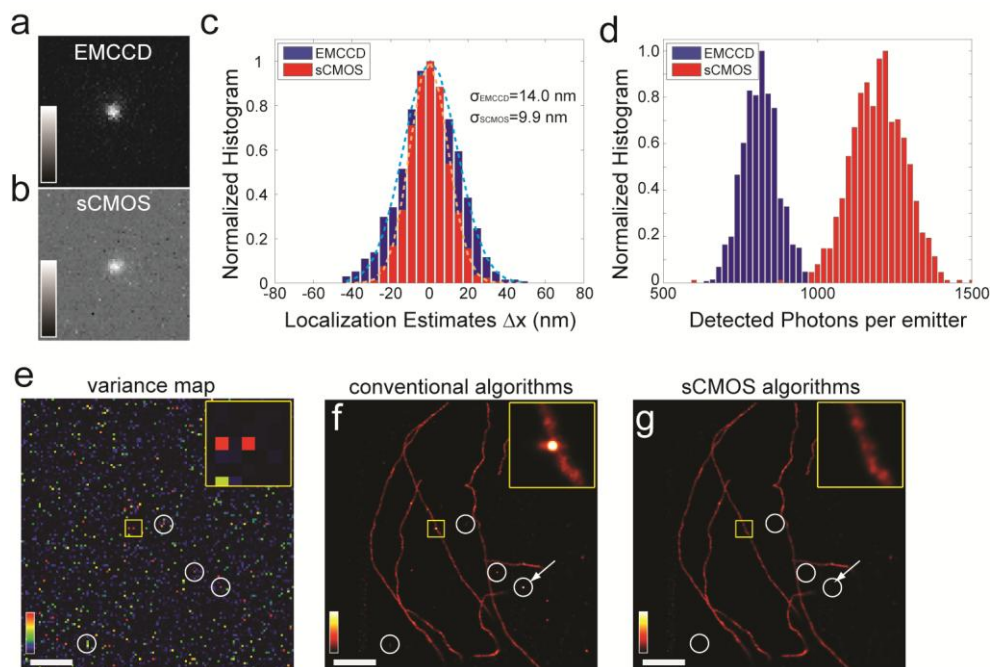 a
EMCCD
b
sCMOS
c
EMCCD
sCMOS
σEMCCD=14.0 nm
σSCMOS=9.9 nm
Normalized Histogram
1
0.8
0.6
0.4
0.2
0
-80 -60 -40 -20 0 20 40 60 80
Localization Estimates Δx (nm)
d
EMCCD
sCMOS
Normalized Histogram
1.0
0.8
0.6
0.4
0.2
0
500 1000 1500
Detected Photons per emitter
e
variance map
conventional algorithms
f
sCMOS algorithms
g